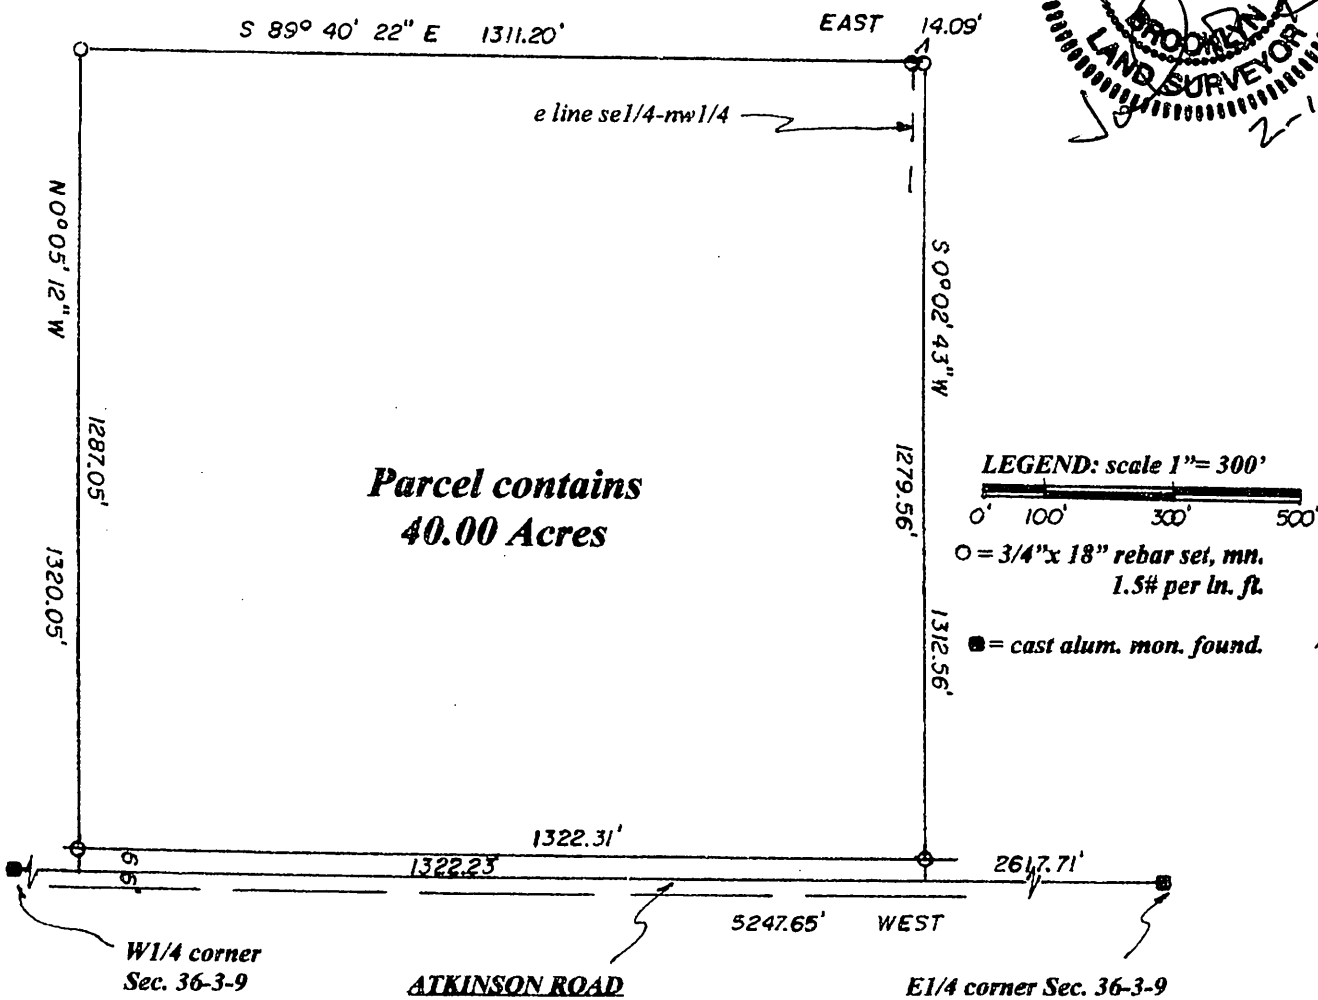 S 89° 40' 22" E 1311.20'
EAST 14.09'
BROOKLYN
LAND SURVEYOR
e line se1/4-nw1/4
N 0° 05' 12" W
1287.05'
1320.05'
S 0° 02' 43" W
1279.56'
1312.56'
Parcel contains
40.00 Acres
LEGEND: scale 1"= 300'
0' 100' 300' 500'
O = 3/4"x 18" rebar set, mn.
1.5# per ln. ft.
= cast alum. mon. found.
1322.31'
66'
1322.23'
2617.71'
5247.65' WEST
W1/4 corner
Sec. 36-3-9
ATKINSON ROAD
E1/4 corner Sec. 36-3-9